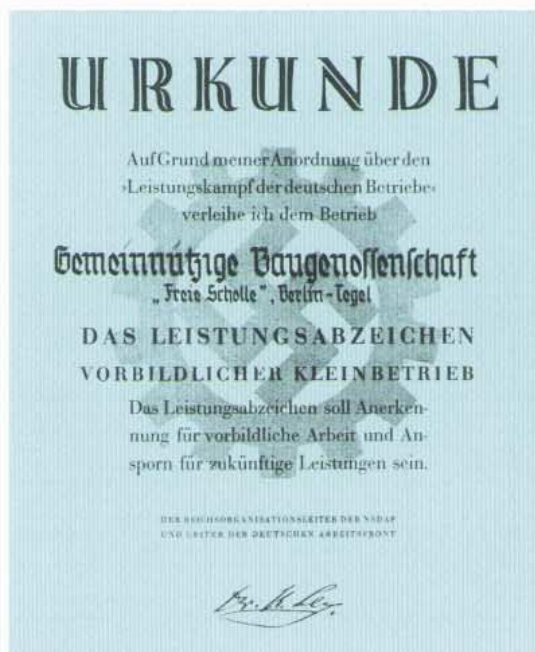 URKUNDE
Auf Grund meiner Anordnung über den
»Leistungskampf der deutschen Betriebe«
verleihe ich dem Betrieb
Gemeinnützige Baugenossenschaft
„Freie Scholle", Berlin-Tegel
DAS LEISTUNGSABZEICHEN
VORBILDLICHER KLEINBETRIEB
Das Leistungsabzeichen soll Anerken-
nung für vorbildliche Arbeit und An-
sporn für zukünftige Leistungen sein.
DER REICHSORGANISATIONSLEITER DER NSDAP
UND LEITER DER DEUTSCHEN ARBEITSFRONT
Dr. R. Ley.